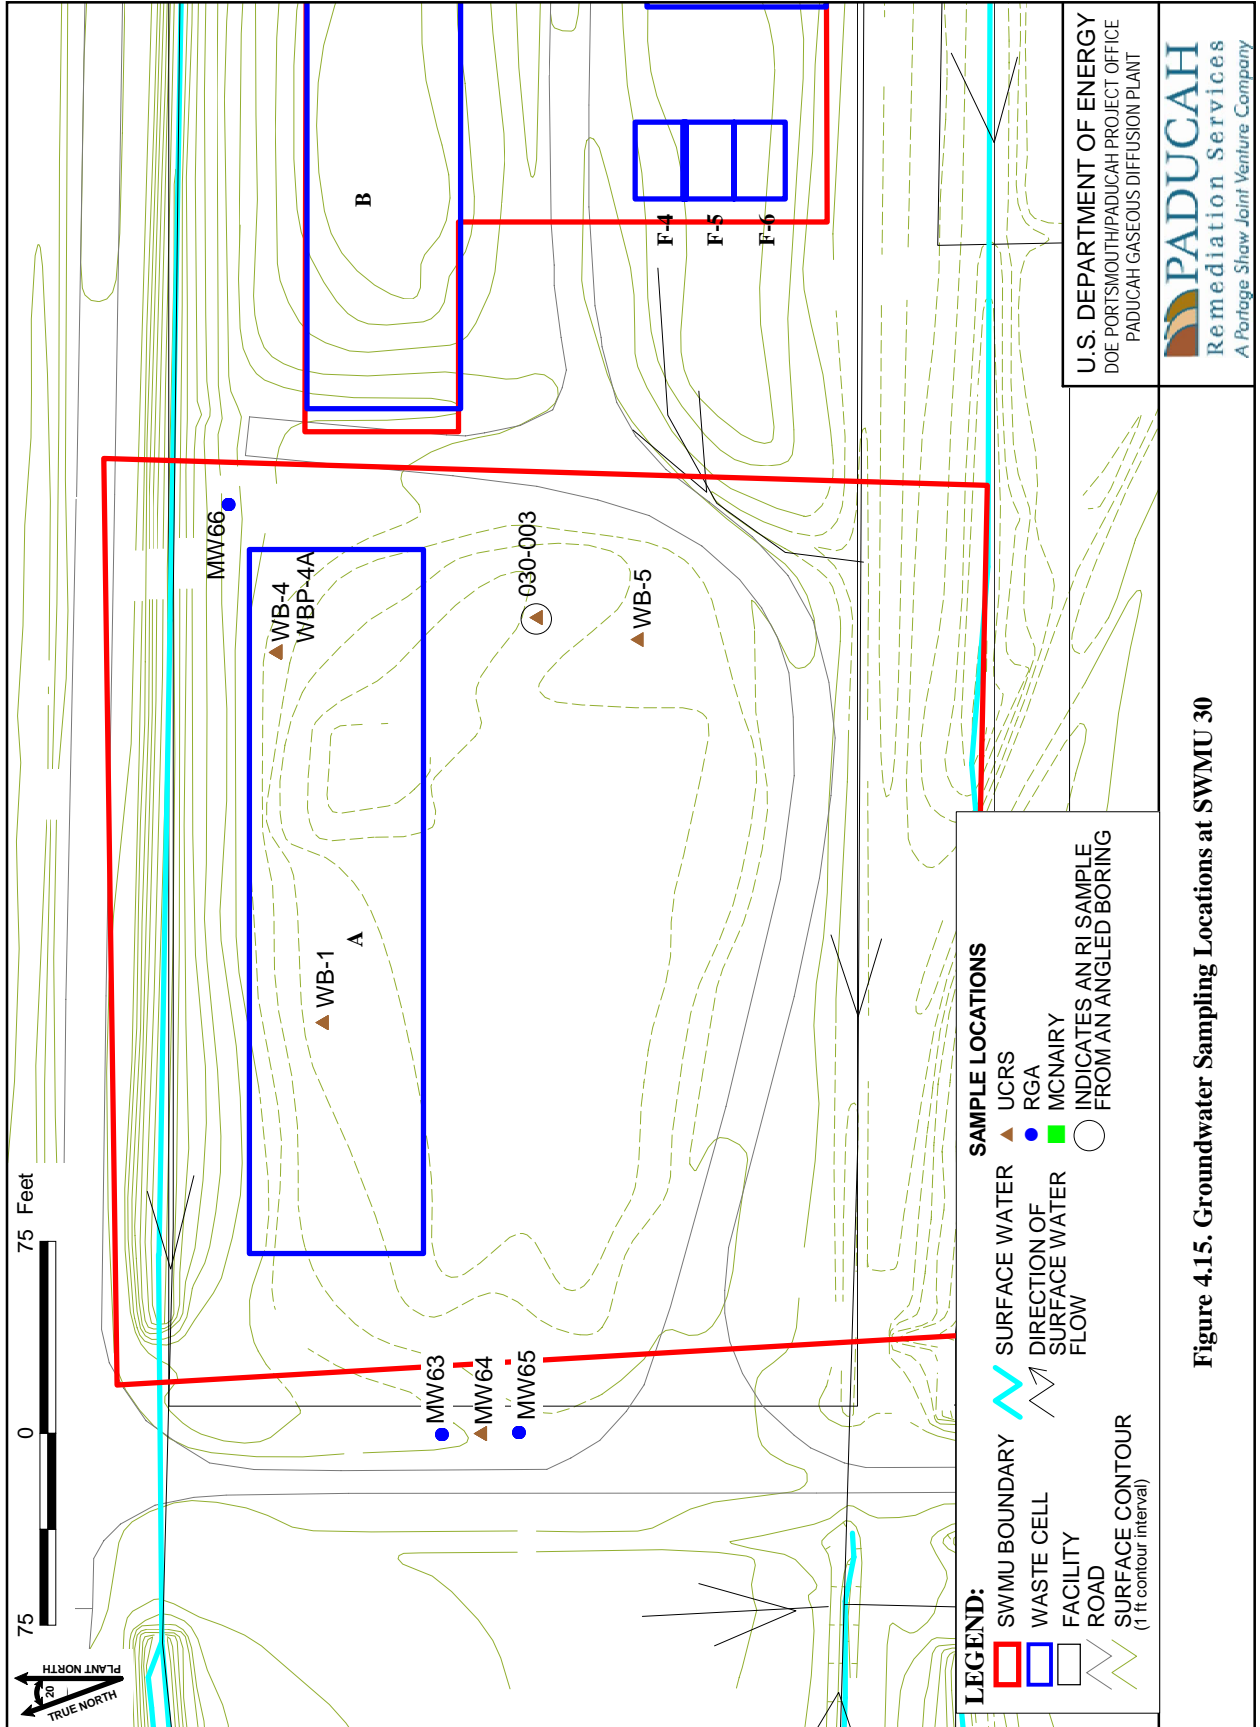 75
0
75 Feet
PLANT NORTH
TRUE NORTH
20
MW66
WB-4
WBP-4A
030-003
WB-5
WB-1
A
B
F-4
F-5
F-6
MW63
MW64
MW65
LEGEND:
SWMU BOUNDARY
WASTE CELL
FACILITY
ROAD
SURFACE CONTOUR
(1 ft contour interval)
SURFACE WATER
DIRECTION OF
SURFACE WATER
FLOW
SAMPLE LOCATIONS
UCRS
RGA
MCNAIRY
INDICATES AN RI SAMPLE
FROM AN ANGLED BORING
U.S. DEPARTMENT OF ENERGY
DOE PORTSMOUTH/PADUCAH PROJECT OFFICE
PADUCAH GASEOUS DIFFUSION PLANT
PADUCAH
Remediation Services
A Portage Shaw Joint Venture Company
Figure 4.15. Groundwater Sampling Locations at SWMU 30